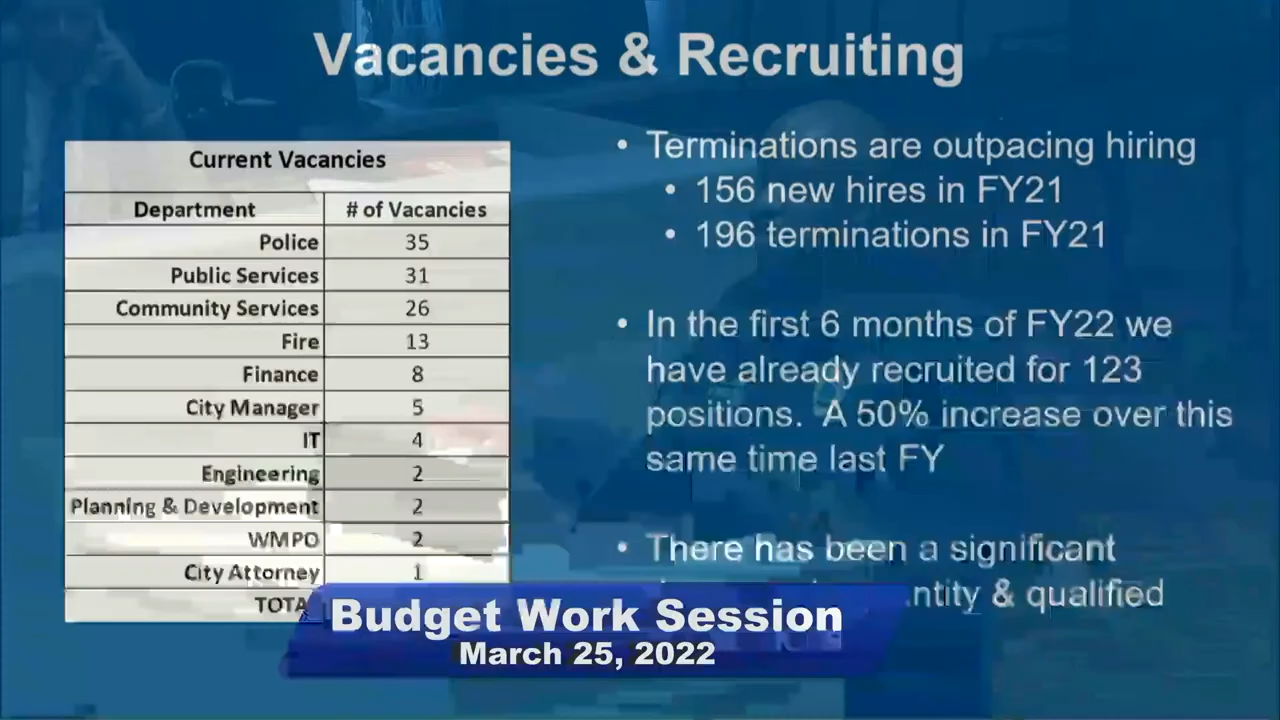 Vacancies & Recruiting
Current Vacancies
Department # of Vacancies
Police 35
Public Services 31
Community Services 26
Fire 13
Finance 8
City Manager 5
IT 4
Engineering 2
Planning & Development 2
WMPO 2
City Attorney 1
TOTA
• Terminations are outpacing hiring
• 156 new hires in FY21
• 196 terminations in FY21
• In the first 6 months of FY22 we
have already recruited for 123
positions. A 50% increase over this
same time last FY
• There has been a significant
& qualified
Budget Work Session
March 25, 2022